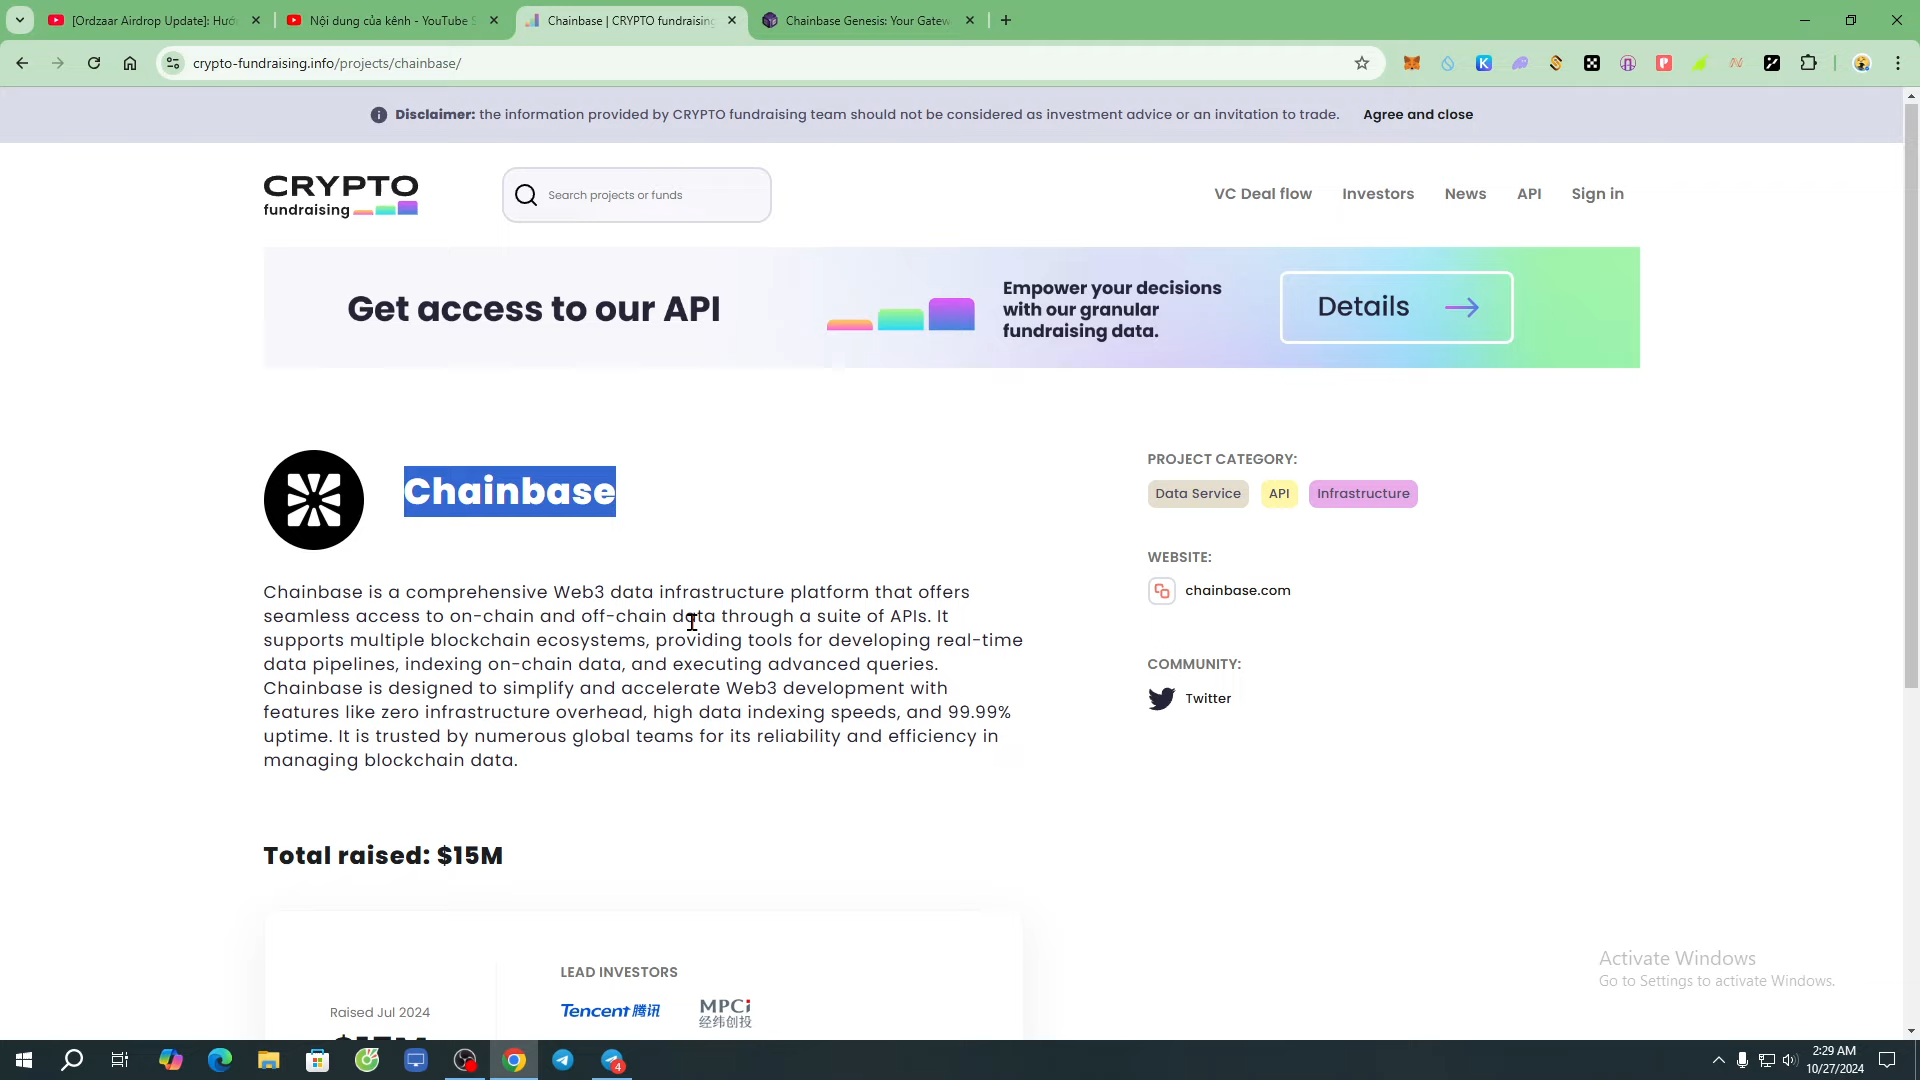 [Ordzaar Airdrop Update]: Hướ
Nội dung của kênh - YouTube S
Chainbase | CRYPTO fundraising
Chainbase Genesis: Your Gatew
crypto-fundraising.info/projects/chainbase/
Disclaimer: the information provided by CRYPTO fundraising team should not be considered as investment advice or an invitation to trade.
Agree and close
CRYPTO
fundraising
Search projects or funds
VC Deal flow
Investors
News
API
Sign in
Get access to our API
Empower your decisions
with our granular
fundraising data.
Details
Chainbase
Chainbase is a comprehensive Web3 data infrastructure platform that offers
seamless access to on-chain and off-chain data through a suite of APIs. It
supports multiple blockchain ecosystems, providing tools for developing real-time
data pipelines, indexing on-chain data, and executing advanced queries.
Chainbase is designed to simplify and accelerate Web3 development with
features like zero infrastructure overhead, high data indexing speeds, and 99.99%
uptime. It is trusted by numerous global teams for its reliability and efficiency in
managing blockchain data.
PROJECT CATEGORY:
Data Service
API
Infrastructure
WEBSITE:
chainbase.com
COMMUNITY:
Twitter
Total raised: $15M
Raised Jul 2024
LEAD INVESTORS
Tencent 腾讯
MPCi
经纬创投
Activate Windows
Go to Settings to activate Windows.
4
2:29 AM
10/27/2024